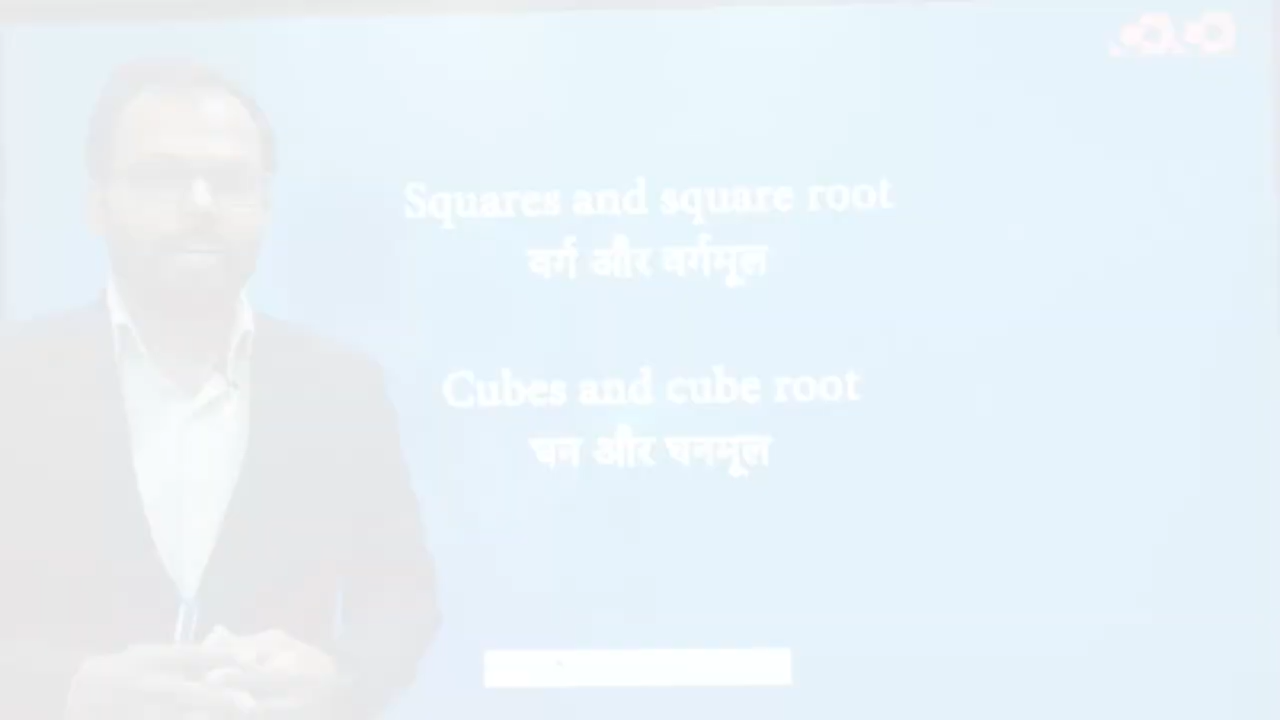 Squares and square root
वर्ग और वर्गमूल
Cubes and cube root
घन और घनमूल